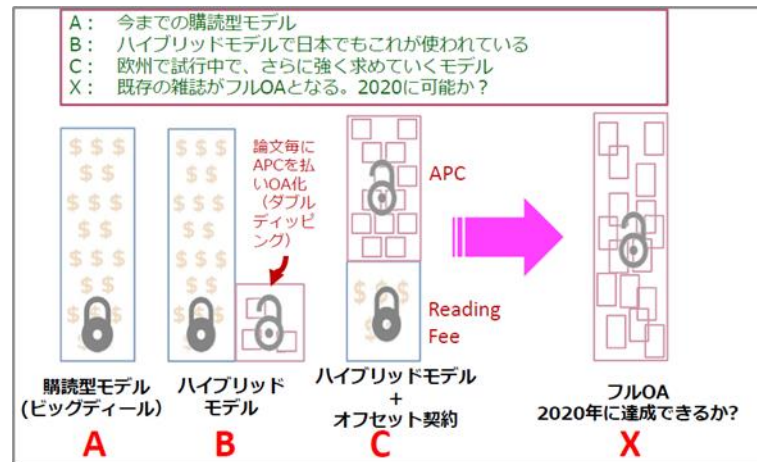 A： 今までの購読型モデル
B： ハイブリッドモデルで日本でもこれが使われている
C： 欧州で試行中で、さらに強く求めていくモデル
X： 既存の雑誌がフルOAとなる。2020に可能か？
論文毎に
APCを払
いOA化
（ダブル
ディッピ
ング）
APC
Reading
Fee
購読型モデル
(ビッグディール)
A
ハイブリッド
モデル
B
ハイブリッドモデル
+
オフセット契約
C
フルOA
2020年に達成できるか?
X